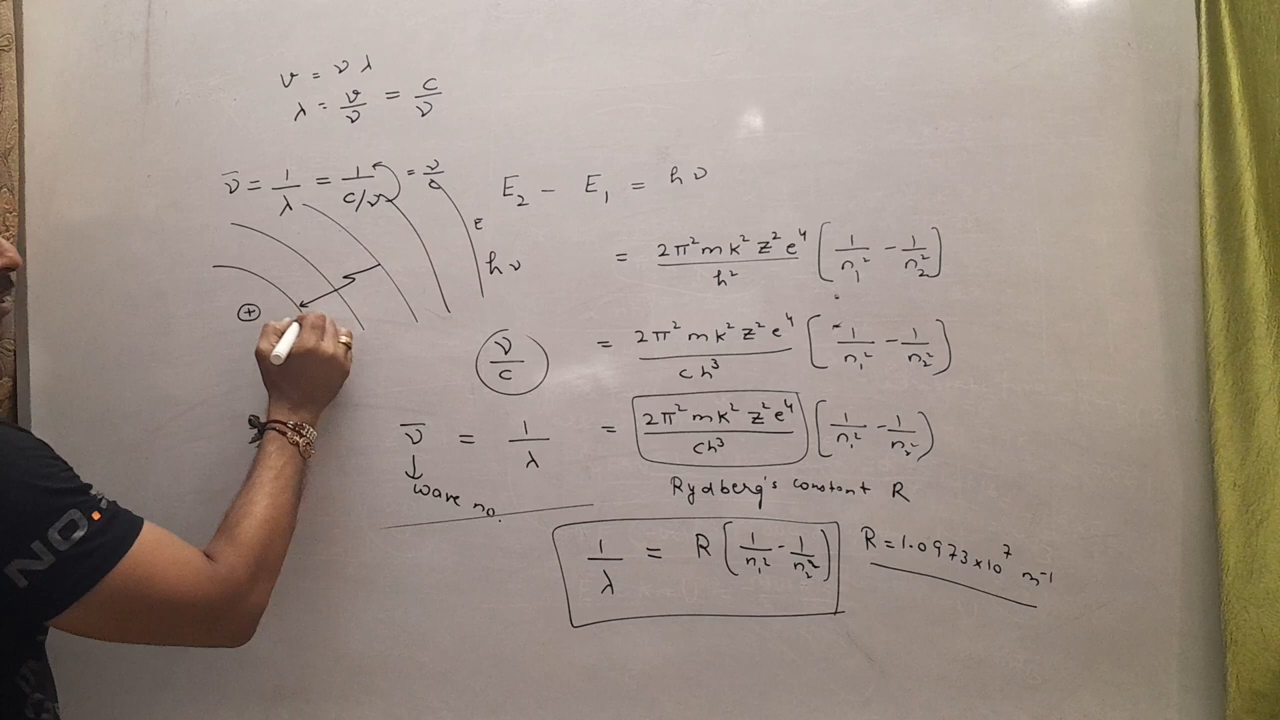 v = ν λ
λ = v/ν = c/ν
ν̅ = 1/λ = 1/(c/ν) = ν/c
E₂ − E₁ = hν
E
hν
= 2π²mk²z²e⁴/h² [1/n₁² − 1/n₂²]
ν/c = 2π²mk²z²e⁴/ch³ [1/n₁² − 1/n₂²]
ν̅ = 1/λ = 2π²mk²z²e⁴/ch³ [1/n₁² − 1/n₂²]
↓
wave no.
Rydberg's constant R
1/λ = R [1/n₁² − 1/n₂²]
R = 1.0973 × 10⁷ m⁻¹
⊕
NO.